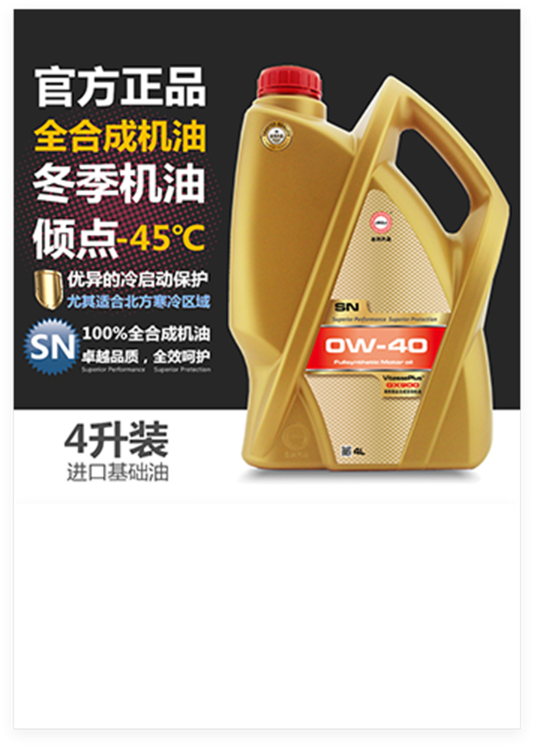 官方正品
全合成机油
冬季机油
倾点-45℃
优异的冷启动保护
尤其适合北方寒冷区域
SN
100%全合成机油
卓越品质，全效呵护
Superior Performance Superior Protection
4升装
进口基础油
SN
Superior Performance Superior Protection
0W-40
Fullsynthetic Motor oil
GX900
4L